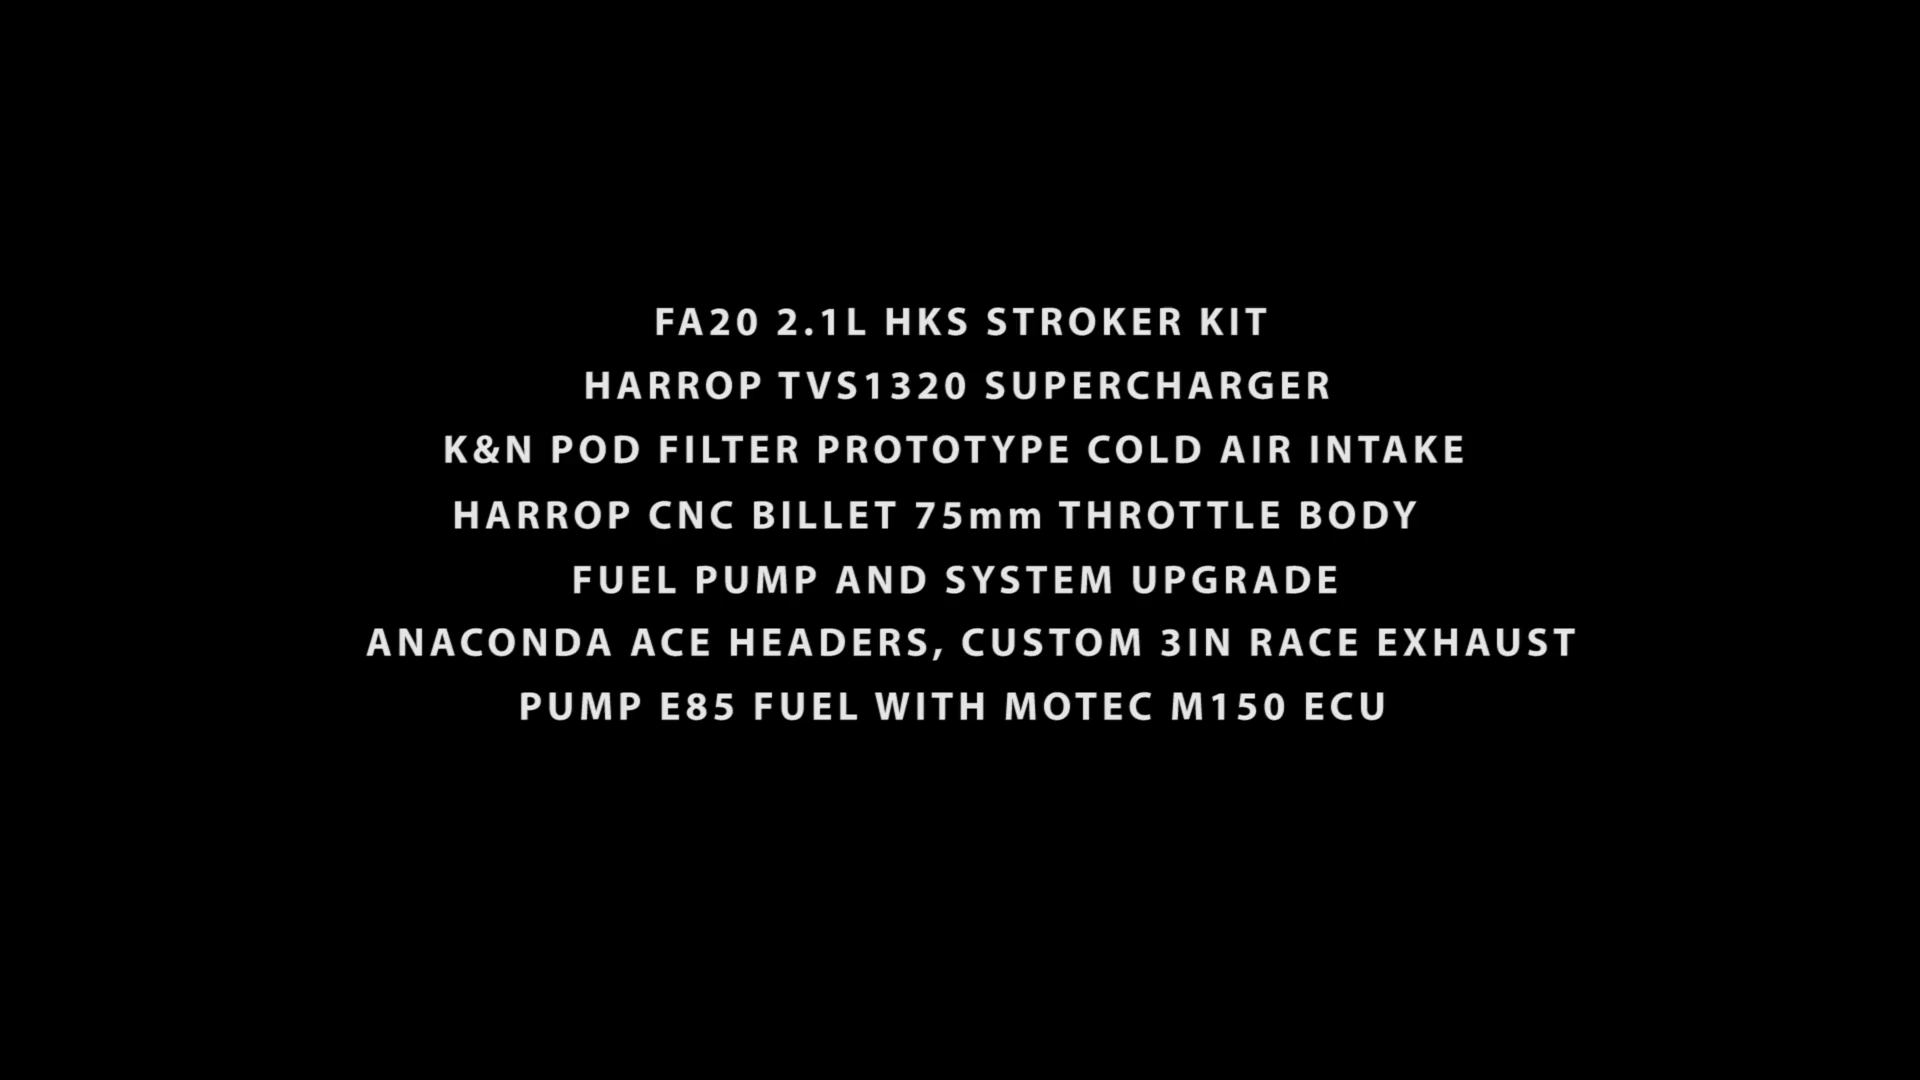 FA20 2.1L HKS STROKER KIT
HARROP TVS1320 SUPERCHARGER
K&N POD FILTER PROTOTYPE COLD AIR INTAKE
HARROP CNC BILLET 75mm THROTTLE BODY
FUEL PUMP AND SYSTEM UPGRADE
ANACONDA ACE HEADERS, CUSTOM 3IN RACE EXHAUST
PUMP E85 FUEL WITH MOTEC M150 ECU